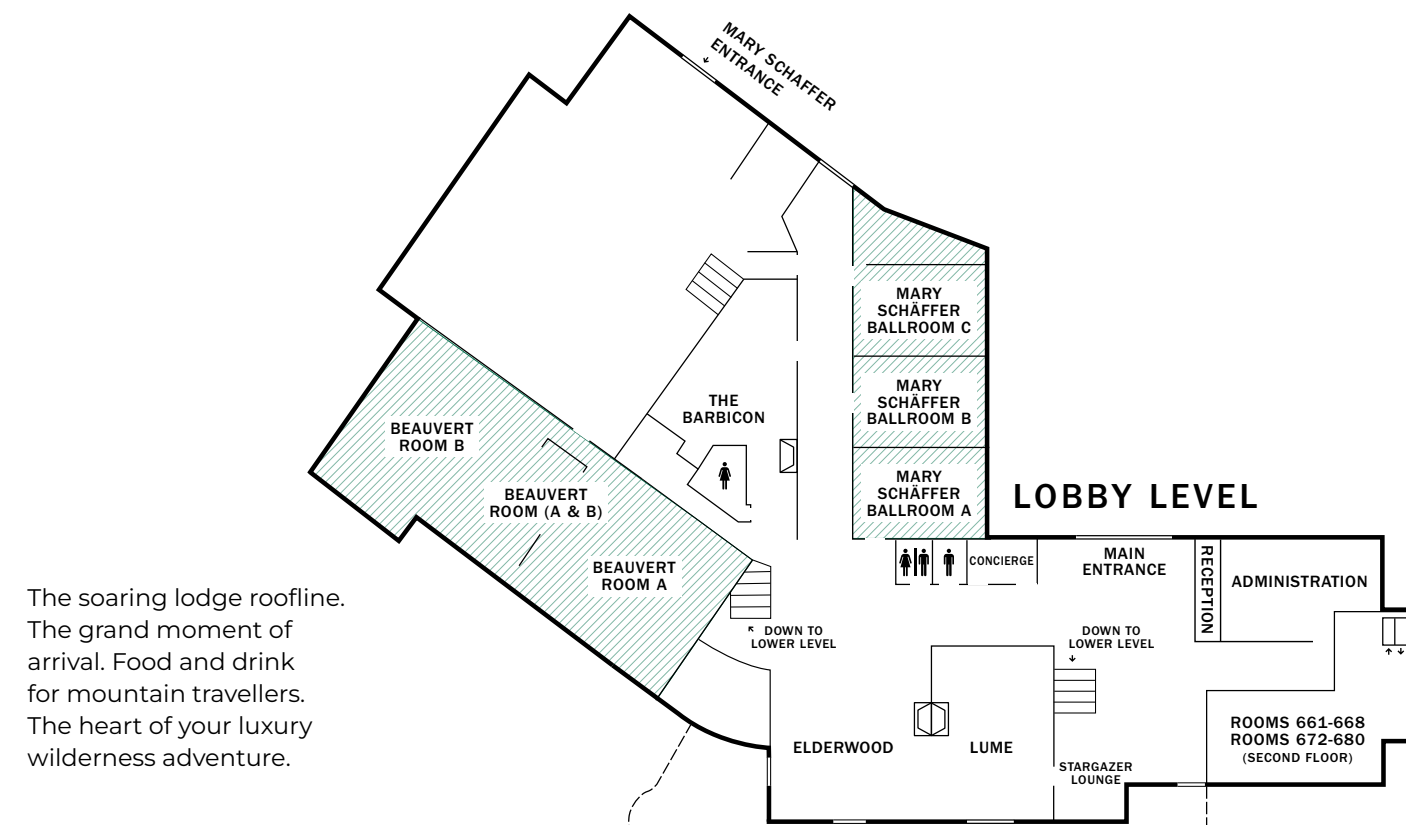 MARY SCHAFFER
ENTRANCE
MARY
SCHÄFFER
BALLROOM C
MARY
SCHÄFFER
BALLROOM B
THE
BARBICON
BEAUVERT
ROOM B
MARY
SCHÄFFER
BALLROOM A
LOBBY LEVEL
BEAUVERT
ROOM (A & B)
BEAUVERT
ROOM A
CONCIERGE
MAIN
ENTRANCE
RECEPTION
ADMINISTRATION
The soaring lodge roofline.
The grand moment of
arrival. Food and drink
for mountain travellers.
The heart of your luxury
wilderness adventure.
DOWN TO
LOWER LEVEL
DOWN TO
LOWER LEVEL
ELDERWOOD
LUME
STARGAZER
LOUNGE
ROOMS 661-668
ROOMS 672-680
(SECOND FLOOR)